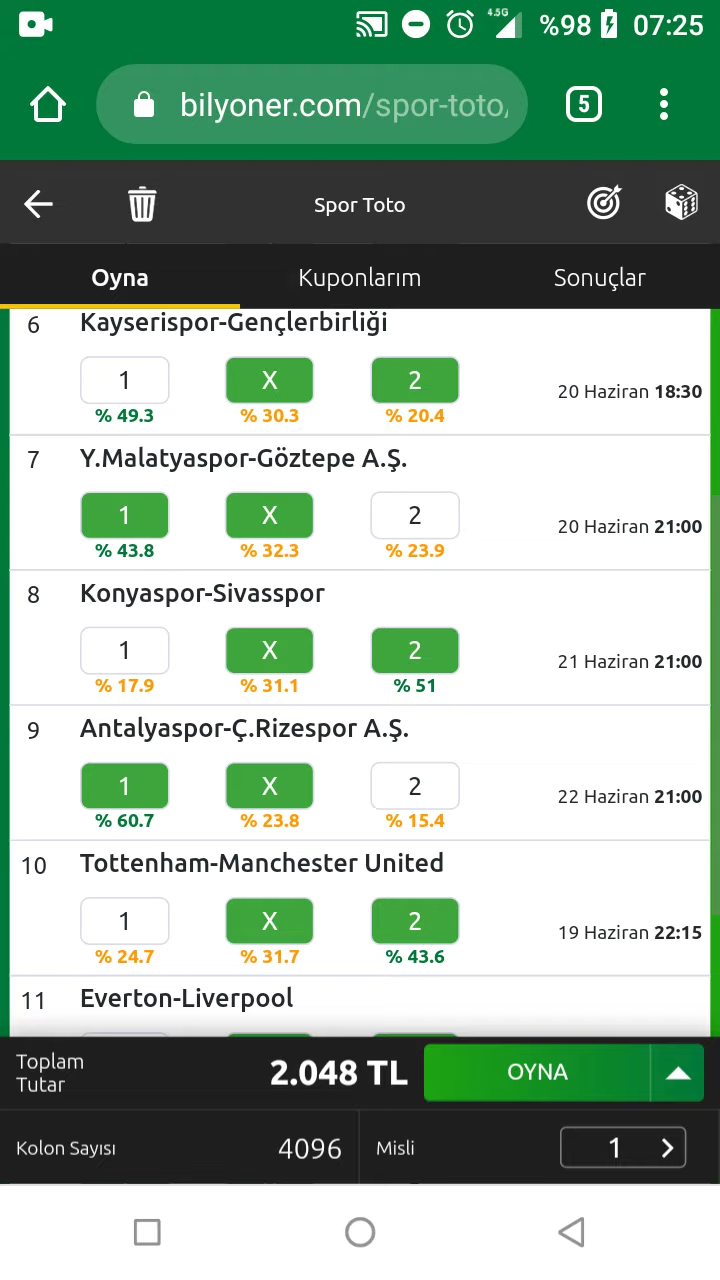 4.5G %98 07:25
bilyoner.com/spor-toto/ 5
Spor Toto
Oyna Kuponlarım Sonuçlar
6 Kayserispor-Gençlerbirliği
1 X 2 20 Haziran 18:30
% 49.3 % 30.3 % 20.4
7 Y.Malatyaspor-Göztepe A.Ş.
1 X 2 20 Haziran 21:00
% 43.8 % 32.3 % 23.9
8 Konyaspor-Sivasspor
1 X 2 21 Haziran 21:00
% 17.9 % 31.1 % 51
9 Antalyaspor-Ç.Rizespor A.Ş.
1 X 2 22 Haziran 21:00
% 60.7 % 23.8 % 15.4
10 Tottenham-Manchester United
1 X 2 19 Haziran 22:15
% 24.7 % 31.7 % 43.6
11 Everton-Liverpool
Toplam
Tutar 2.048 TL OYNA
Kolon Sayısı 4096 Misli 1